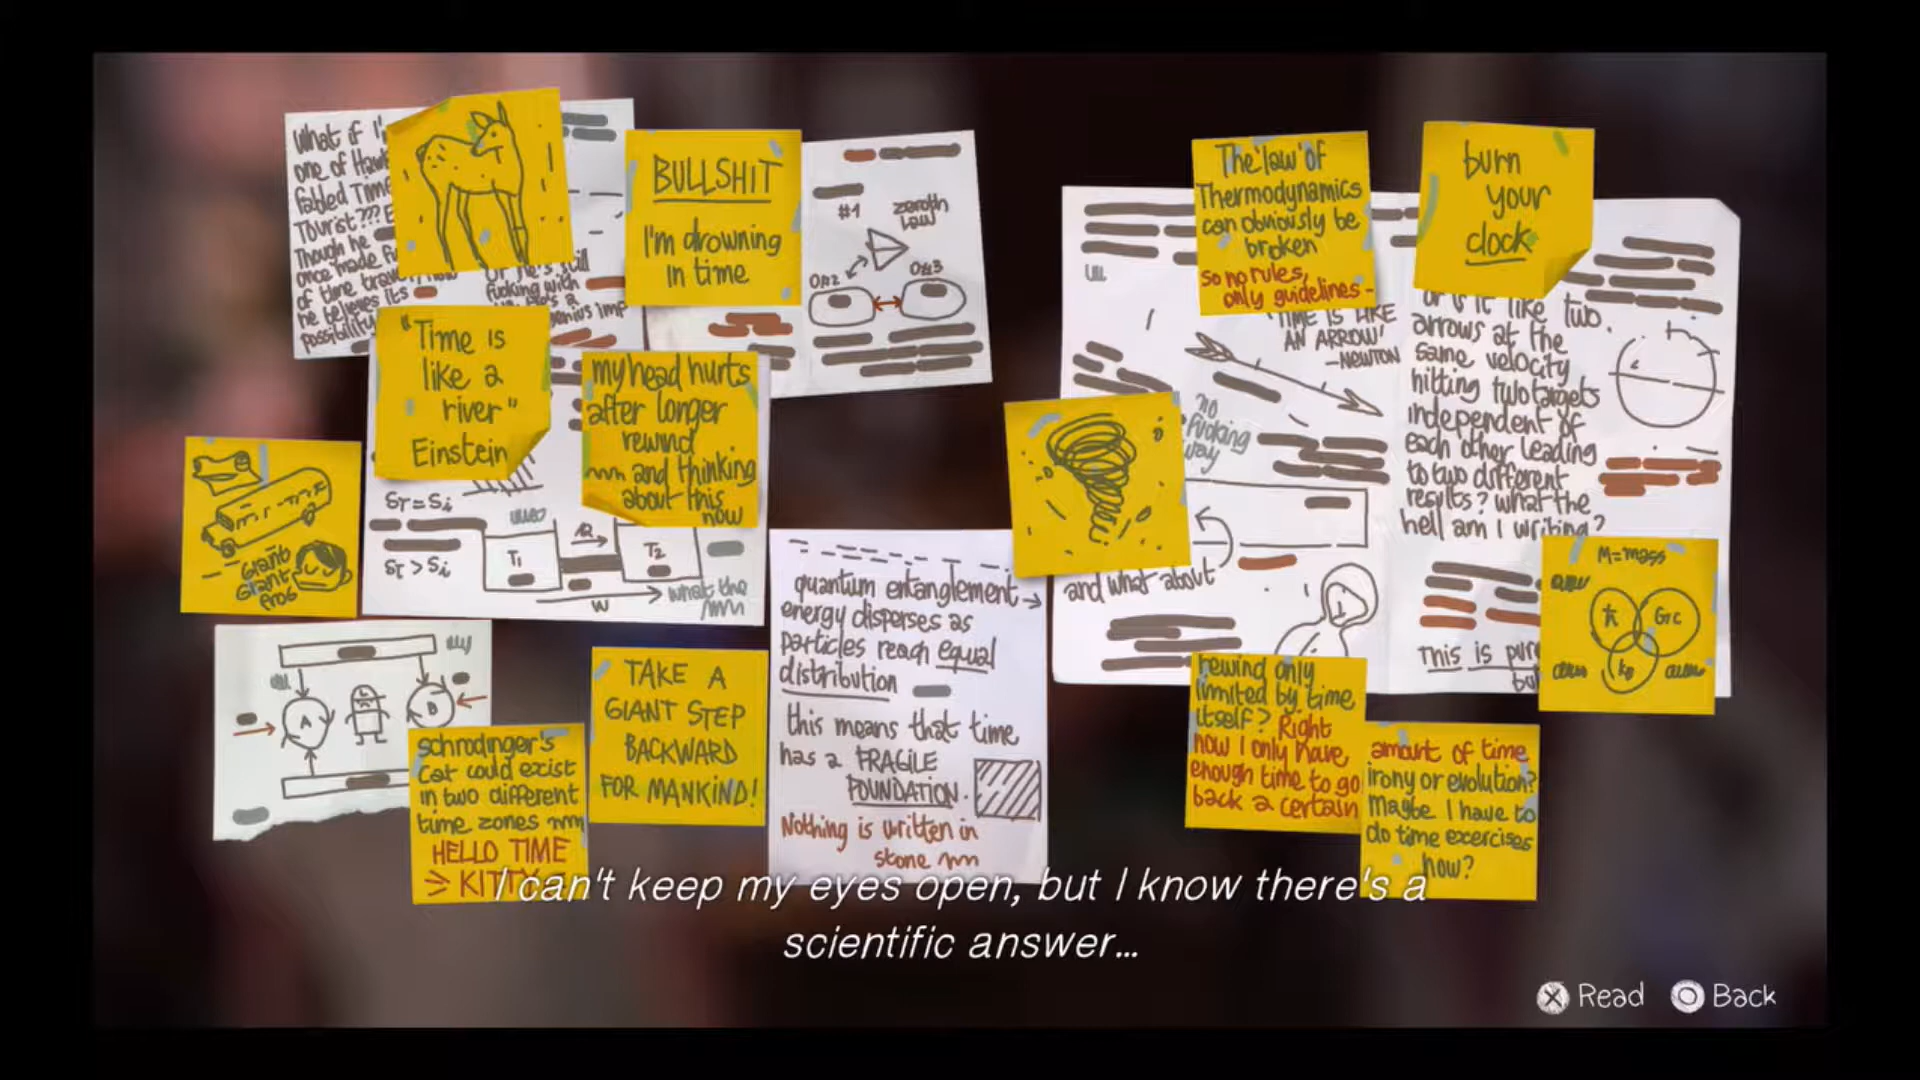 What if I'
one of Hawk
fabled Time
Tourist??? E
Though he
once made fu
of time trav
he believes its
possibility
or he's still
fucking with
He's a
genius imp
BULLSHIT
I'm drowning
in time
#1
zeroth
law
O#2
O#3
"Time is
like a
river"
Einstein
my head hurts
after longer
rewind
and thinking
about this
now
GIANT
GIANT
FROG
ST = Si
ST > Si
T1
T2
W
what the
A
B
schrodinger's
Cat could exist
in two different
time zones
HELLO TIME
KITTY
TAKE A
GIANT STEP
BACKWARD
FOR MANKIND!
quantum entanglement →
energy disperses as
particles reach equal
distribution
this means that time
has a FRAGILE
FOUNDATION.
Nothing is written in
stone
The 'law' of
Thermodynamics
can obviously be
broken
so no rules,
only guidelines-
'TIME IS LIKE
AN ARROW'
-NEWTON
no
fucking
way
and what about
burn
your
clock
or is it like two
arrows at the
same velocity
hitting two targets
independent of
each other leading
to two different
results? what the
hell am I writing?
This is pure
bul
M=mass
ħ
G,c
kb
rewind only
limited by time
itself? Right
now I only have
enough time to go
back a certain
amount of time
irony or evolution?
Maybe I have to
do time exercises
now?
I can't keep my eyes open, but I know there's a
scientific answer...
Read
Back